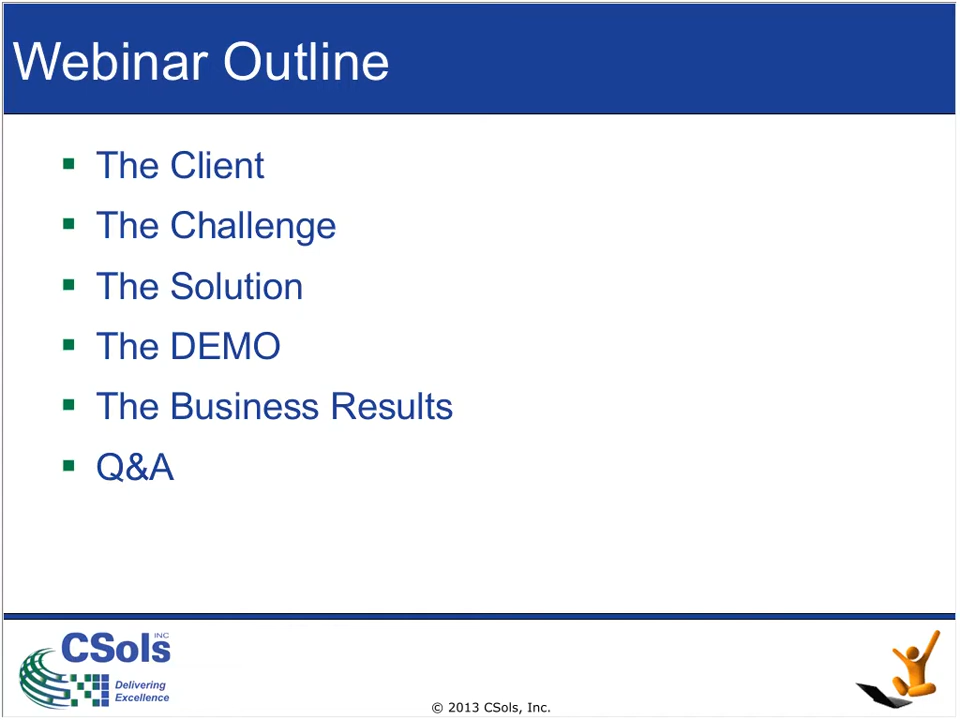 Webinar Outline
The Client
The Challenge
The Solution
The DEMO
The Business Results
Q&A
CSols INC
Delivering
Excellence
© 2013 CSols, Inc.